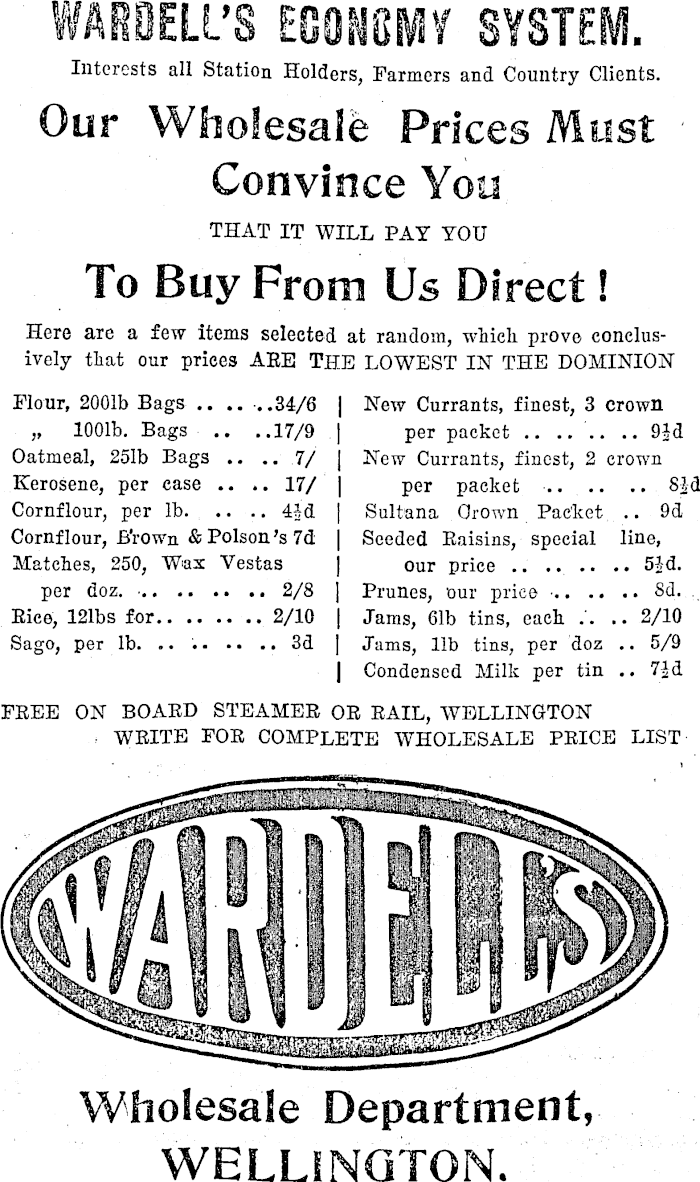 WARDELL'S ECONOMY SYSTEM.
Interests all Station Holders, Farmers and Country Clients.
Our Wholesale Prices Must
Convince You
THAT IT WILL PAY YOU
To Buy From Us Direct!
Here are a few items selected at random, which prove conclus-
ively that our prices ARE THE LOWEST IN THE DOMINION
Flour, 200lb Bags .. .. ..34/6
„ 100lb. Bags .. ..17/9
Oatmeal, 25lb Bags .. .. 7/
Kerosene, per case .. .. 17/
Cornflour, per lb. .. .. 4½d
Cornflour, Brown & Polson's 7d
Matches, 250, Wax Vestas
per doz. .. .. .. .. .. 2/8
Rice, 12lbs for.. .. .. .. 2/10
Sago, per lb. .. .. .. .. .. 3d
New Currants, finest, 3 crown
per packet .. .. .. .. 9½d
New Currants, finest, 2 crown
per packet .. .. .. 8½d
Sultana Crown Packet .. 9d
Seeded Raisins, special line,
our price .. .. .. .. .. 5½d.
Prunes, our price .. .. .. 8d.
Jams, 6lb tins, each .. .. 2/10
Jams, 1lb tins, per doz .. 5/9
Condensed Milk per tin .. 7½d
FREE ON BOARD STEAMER OR RAIL, WELLINGTON
WRITE FOR COMPLETE WHOLESALE PRICE LIST
WARDELL'S
Wholesale Department,
WELLINGTON.